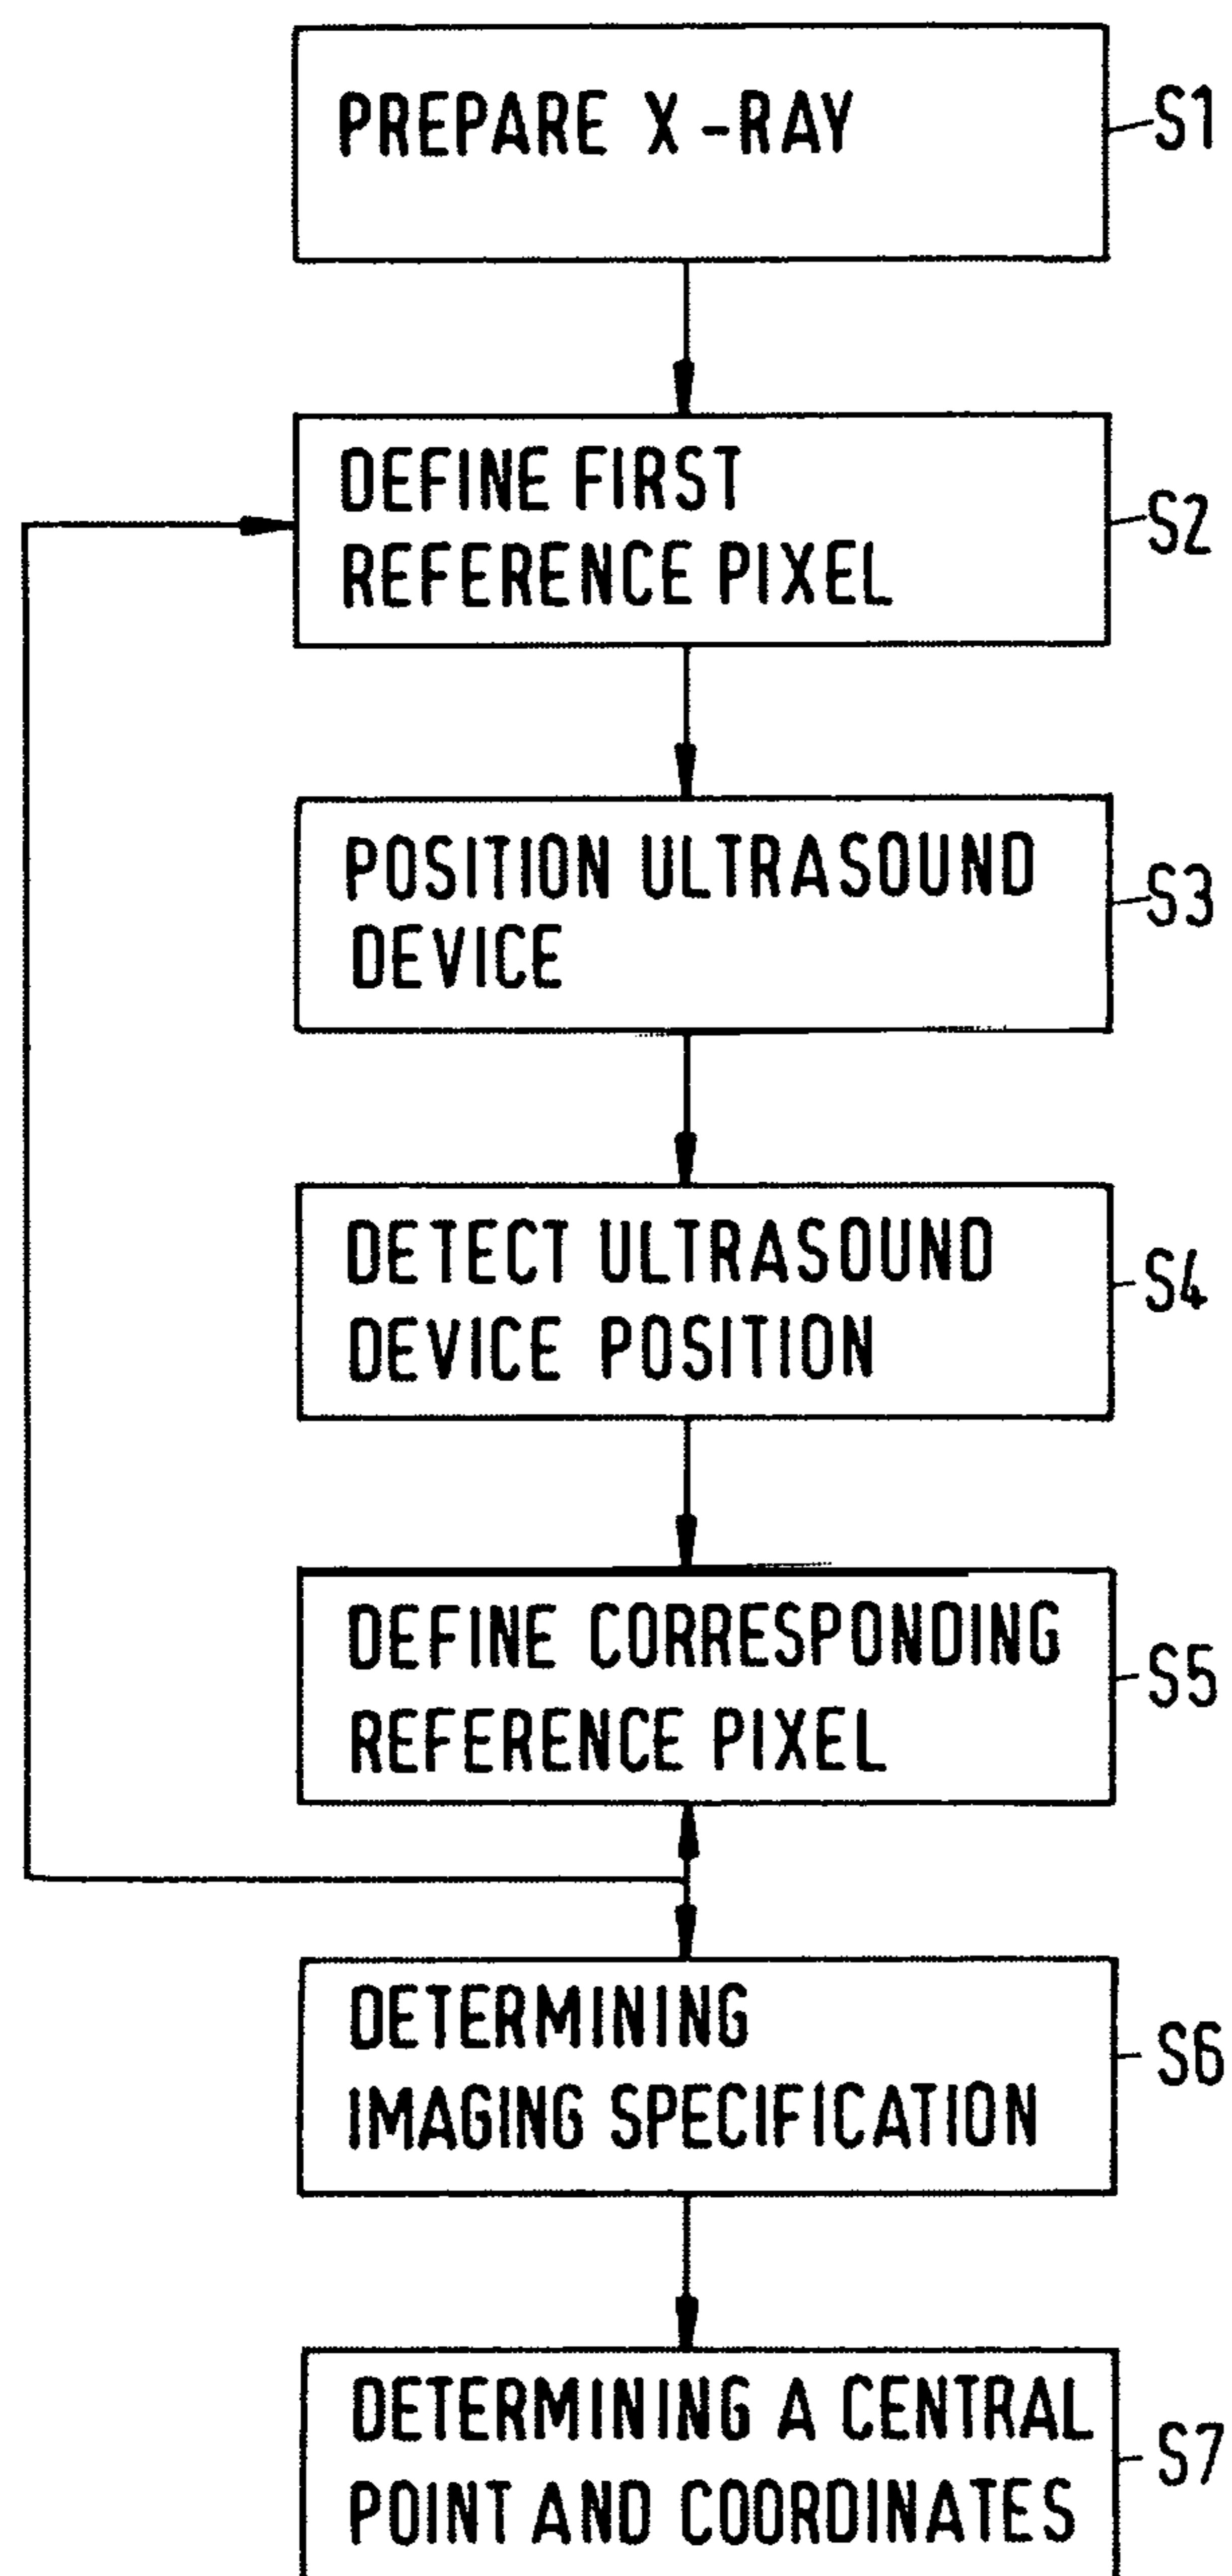 PREPARE X-RAY
S1
DEFINE FIRST
REFERENCE PIXEL
S2
POSITION ULTRASOUND
DEVICE
S3
DETECT ULTRASOUND
DEVICE POSITION
S4
DEFINE CORRESPONDING
REFERENCE PIXEL
S5
DETERMINING
IMAGING SPECIFICATION
S6
DETERMINING A CENTRAL
POINT AND COORDINATES
S7